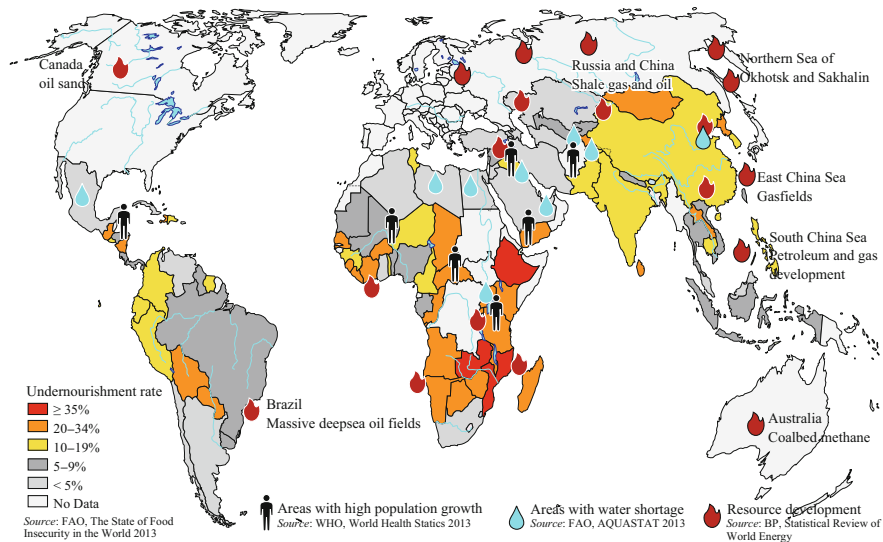 Canada
oil sand
Russia and China
Shale gas and oil
Northern Sea of
Okhotsk and Sakhalin
East China Sea
Gasfields
South China Sea
Petroleum and gas
development
Brazil
Massive deepsea oil fields
Australia
Coalbed methane
Undernourishment rate
≥ 35%
20–34%
10–19%
5–9%
< 5%
No Data
Source: FAO, The State of Food
Insecurity in the World 2013
Areas with high population growth
Source: WHO, World Health Statics 2013
Areas with water shortage
Source: FAO, AQUASTAT 2013
Resource development
Source: BP, Statistical Review of
World Energy